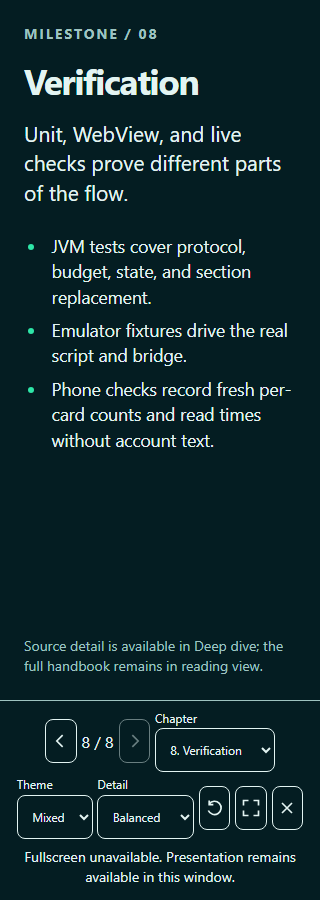 MILESTONE / 08
Verification
Unit, WebView, and live
checks prove different parts
of the flow.
• JVM tests cover protocol,
budget, state, and section
replacement.
• Emulator fixtures drive the real
script and bridge.
• Phone checks record fresh per-
card counts and read times
without account text.
Source detail is available in Deep dive; the
full handbook remains in reading view.
Chapter
8 / 8
8. Verification
Theme
Detail
Mixed
Balanced
Fullscreen unavailable. Presentation remains
available in this window.